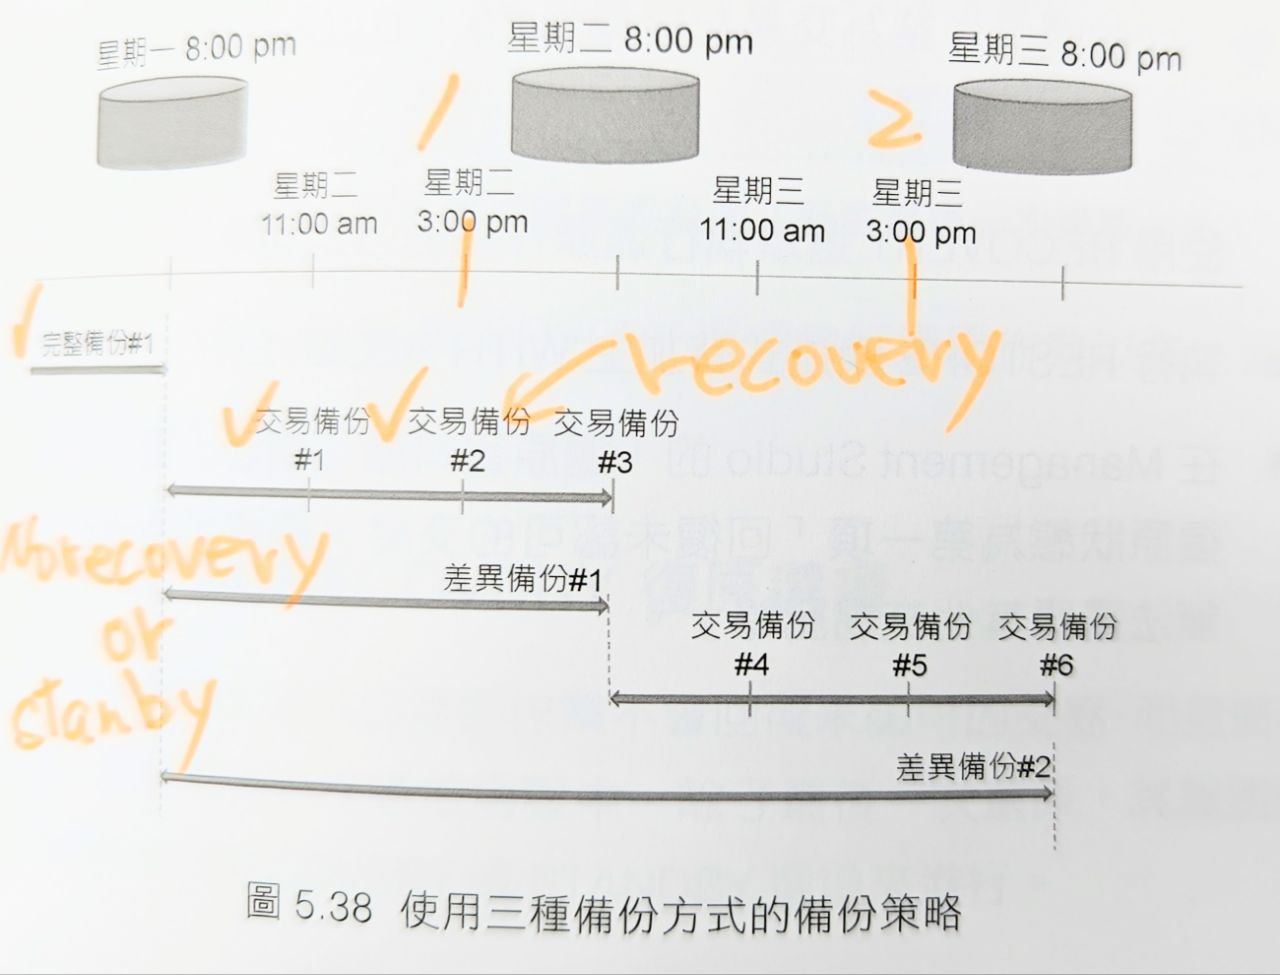 星期一 8:00 pm
星期二 8:00 pm
星期三 8:00 pm
1
2
星期二
11:00 am
星期二
3:00 pm
星期三
11:00 am
星期三
3:00 pm
完整備份#1
recovery
交易備份
#1
交易備份
#2
交易備份
#3
Norecovery
or
stanby
差異備份#1
交易備份
#4
交易備份
#5
交易備份
#6
差異備份#2
圖 5.38 使用三種備份方式的備份策略